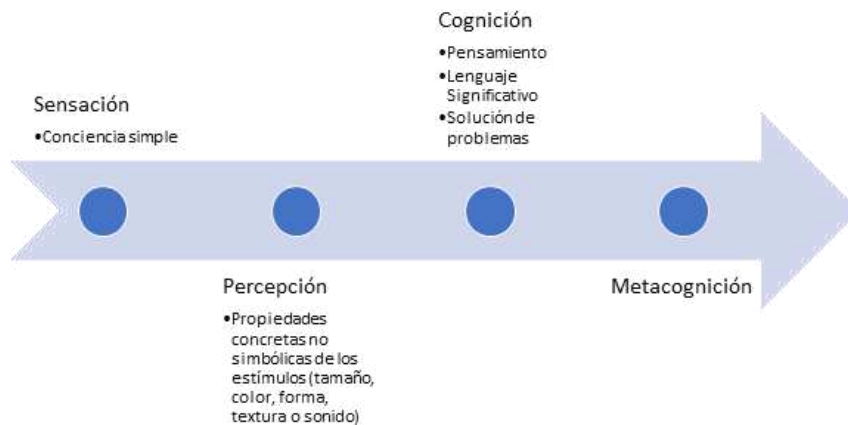 Sensación
•Conciencia simple
Percepción
•Propiedades
concretas no
simbólicas de los
estímulos (tamaño,
color, forma,
textura o sonido)
Cognición
•Pensamiento
•Lenguaje
Significativo
•Solución de
problemas
Metacognición